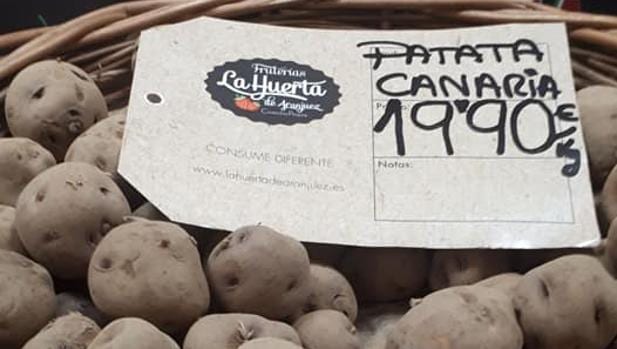 Fruterías
La Huerta
de Aranjuez
CONSUME DIFERENTE
www.lahuertadearanjuez.es
PATATA
CANARIA
19'90 €/Kg
Notas: